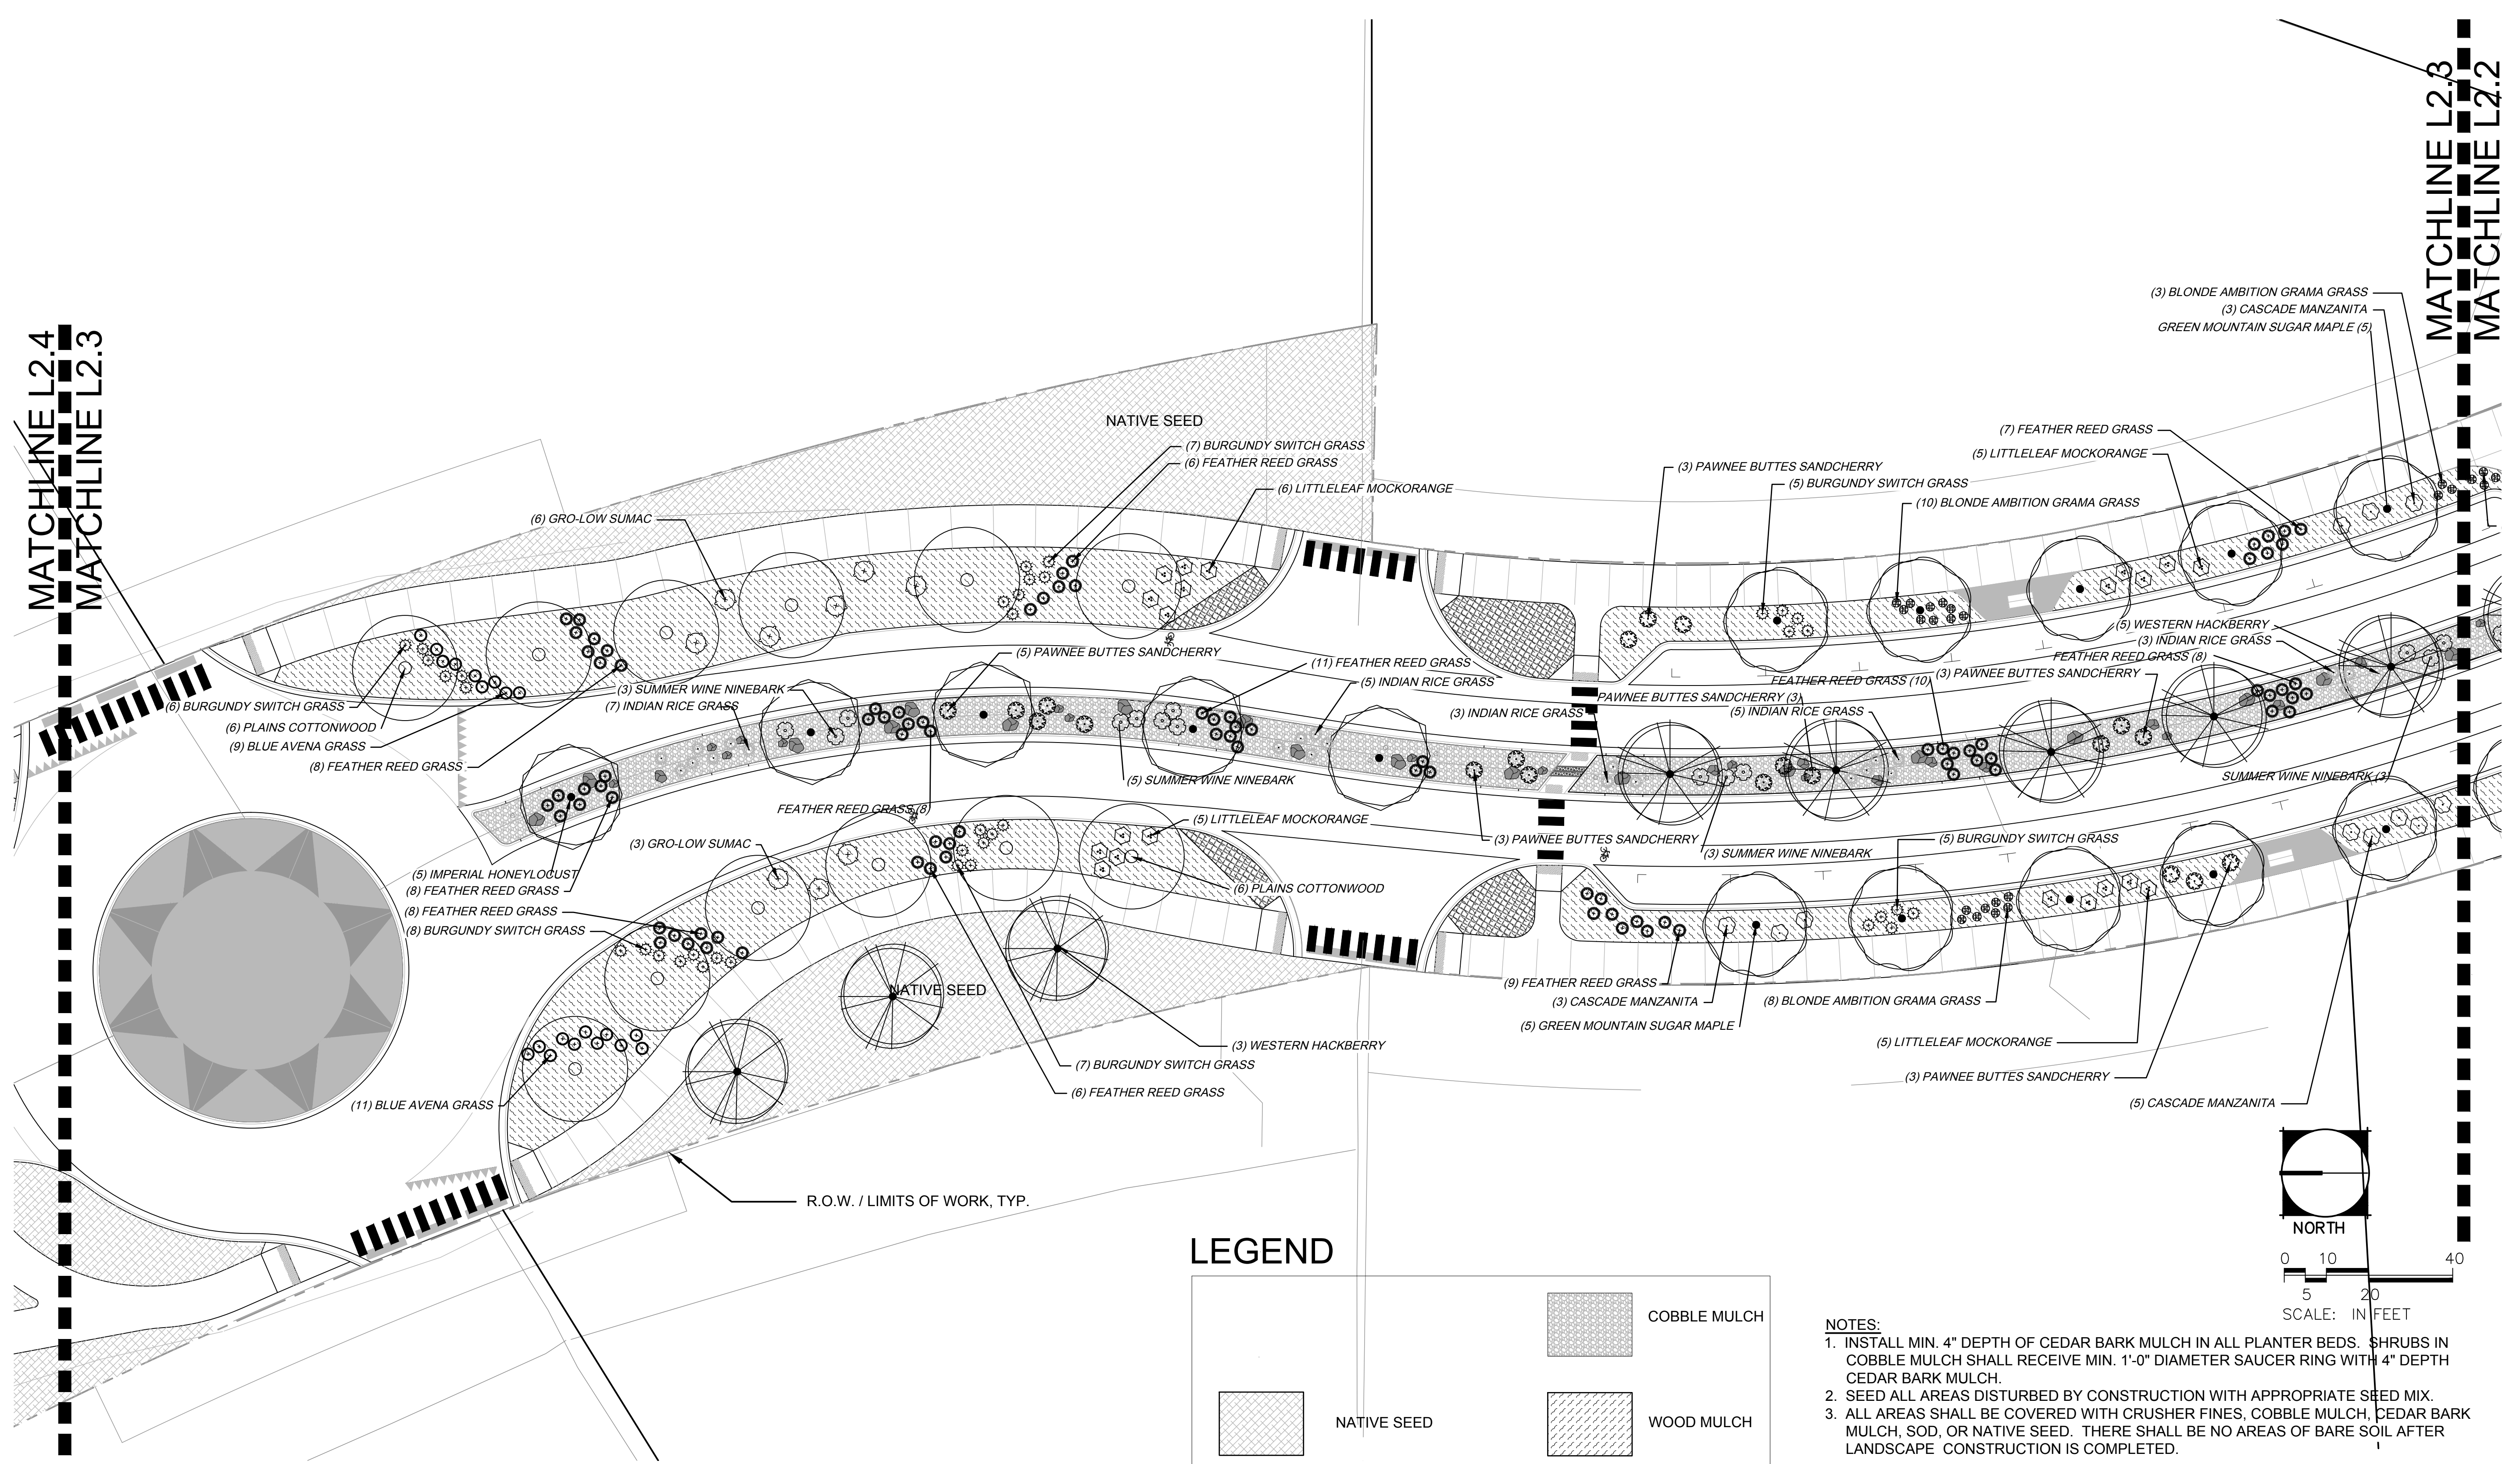 MATCHLINE L2.4
MATCHLINE L2.3
MATCHLINE L2.3
MATCHLINE L2.2
(3) BLONDE AMBITION GRAMA GRASS
(3) CASCADE MANZANITA
GREEN MOUNTAIN SUGAR MAPLE (5)
NATIVE SEED
(7) BURGUNDY SWITCH GRASS
(6) FEATHER REED GRASS
(6) LITTLELEAF MOCKORANGE
(6) GRO-LOW SUMAC
(7) FEATHER REED GRASS
(5) LITTLELEAF MOCKORANGE
(3) PAWNEE BUTTES SANDCHERRY
(5) BURGUNDY SWITCH GRASS
(10) BLONDE AMBITION GRAMA GRASS
(5) WESTERN HACKBERRY
(3) INDIAN RICE GRASS
FEATHER REED GRASS (8)
(3) PAWNEE BUTTES SANDCHERRY
FEATHER REED GRASS (10)
PAWNEE BUTTES SANDCHERRY (3)
(3) INDIAN RICE GRASS
(5) INDIAN RICE GRASS
(5) PAWNEE BUTTES SANDCHERRY
(11) FEATHER REED GRASS
(5) INDIAN RICE GRASS
(3) SUMMER WINE NINEBARK
(7) INDIAN RICE GRASS
(6) BURGUNDY SWITCH GRASS
(6) PLAINS COTTONWOOD
(9) BLUE AVENA GRASS
(8) FEATHER REED GRASS
(5) SUMMER WINE NINEBARK
SUMMER WINE NINEBARK (3)
FEATHER REED GRASS (8)
(5) LITTLELEAF MOCKORANGE
(3) GRO-LOW SUMAC
(3) PAWNEE BUTTES SANDCHERRY
(3) SUMMER WINE NINEBARK
(5) BURGUNDY SWITCH GRASS
(5) IMPERIAL HONEYLOCUST
(8) FEATHER REED GRASS
(8) FEATHER REED GRASS
(8) BURGUNDY SWITCH GRASS
(6) PLAINS COTTONWOOD
NATIVE SEED
(9) FEATHER REED GRASS
(3) CASCADE MANZANITA
(8) BLONDE AMBITION GRAMA GRASS
(5) GREEN MOUNTAIN SUGAR MAPLE
(5) LITTLELEAF MOCKORANGE
(3) WESTERN HACKBERRY
(7) BURGUNDY SWITCH GRASS
(6) FEATHER REED GRASS
(3) PAWNEE BUTTES SANDCHERRY
(5) CASCADE MANZANITA
(11) BLUE AVENA GRASS
R.O.W. / LIMITS OF WORK, TYP.
NORTH
0 10 40
5 20
SCALE: IN FEET
LEGEND
COBBLE MULCH
NATIVE SEED
WOOD MULCH
NOTES:
1. INSTALL MIN. 4" DEPTH OF CEDAR BARK MULCH IN ALL PLANTER BEDS. SHRUBS IN
COBBLE MULCH SHALL RECEIVE MIN. 1'-0" DIAMETER SAUCER RING WITH 4" DEPTH
CEDAR BARK MULCH.
2. SEED ALL AREAS DISTURBED BY CONSTRUCTION WITH APPROPRIATE SEED MIX.
3. ALL AREAS SHALL BE COVERED WITH CRUSHER FINES, COBBLE MULCH, CEDAR BARK
MULCH, SOD, OR NATIVE SEED. THERE SHALL BE NO AREAS OF BARE SOIL AFTER
LANDSCAPE CONSTRUCTION IS COMPLETED.